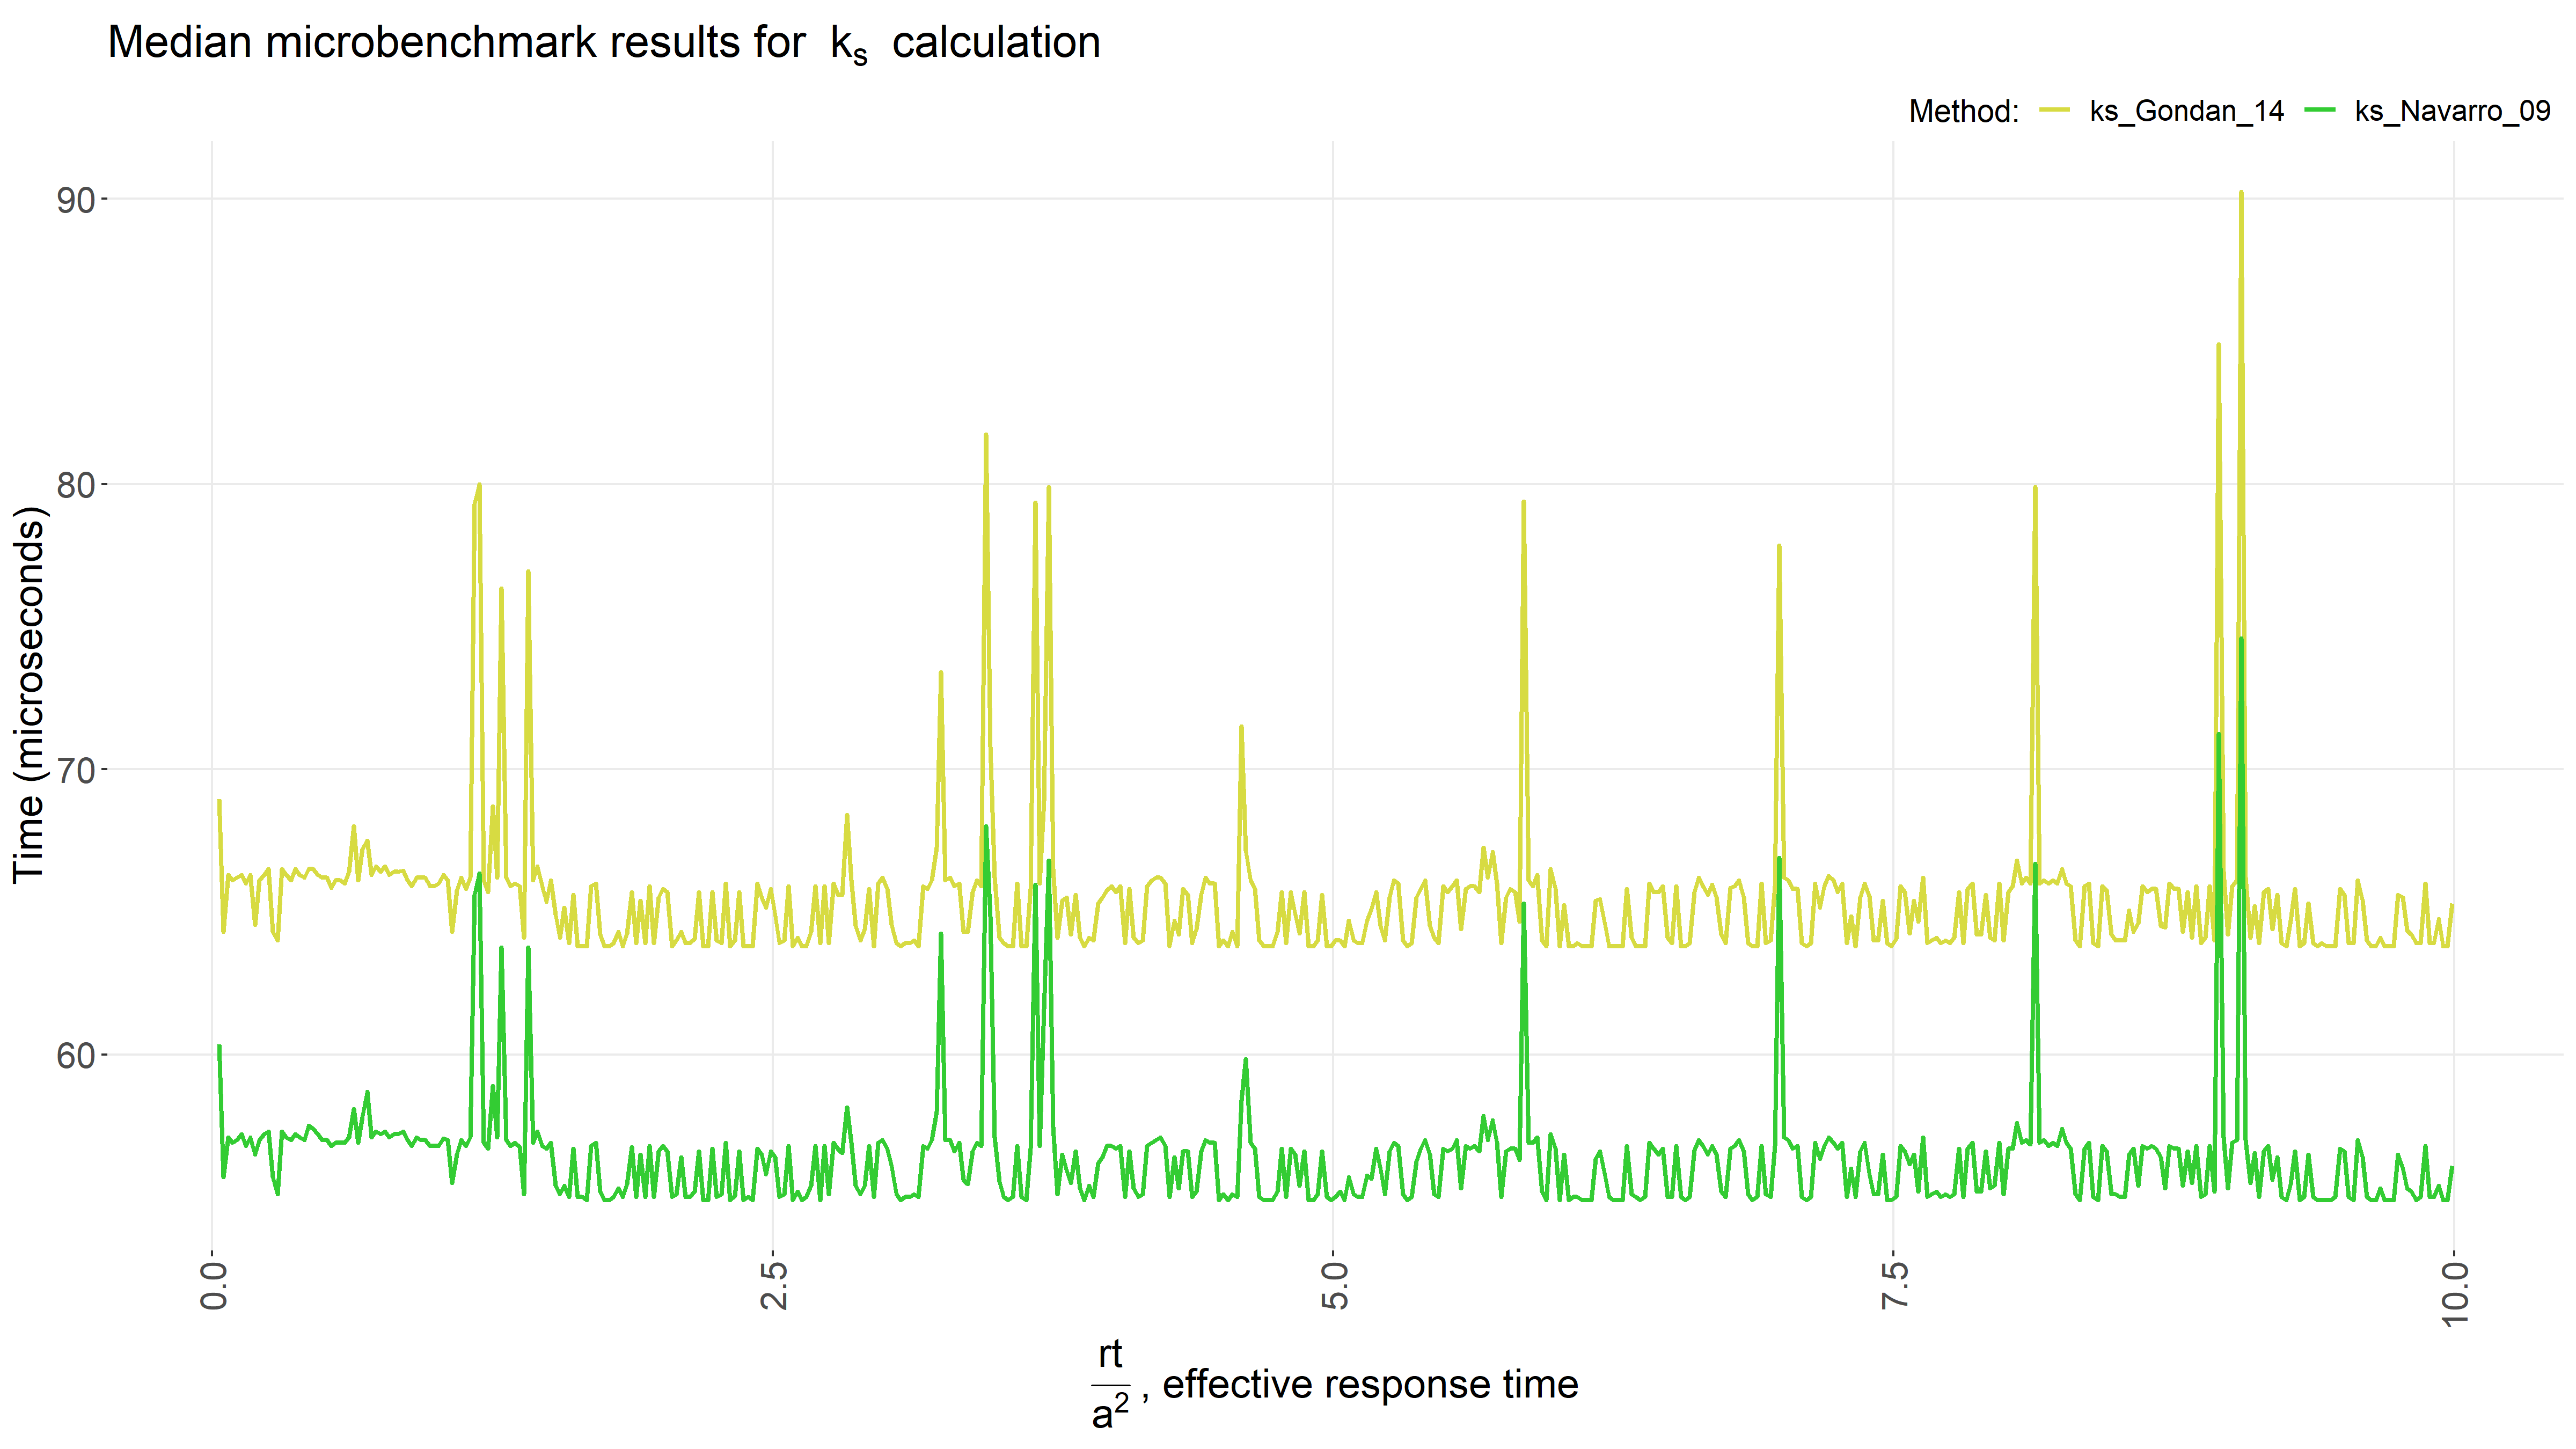 Median microbenchmark results for kₛ calculation
Method: ks_Gondan_14 ks_Navarro_09
90
80
70
60
Time (microseconds)
0.0 2.5 5.0 7.5 10.0
rt
a², effective response time